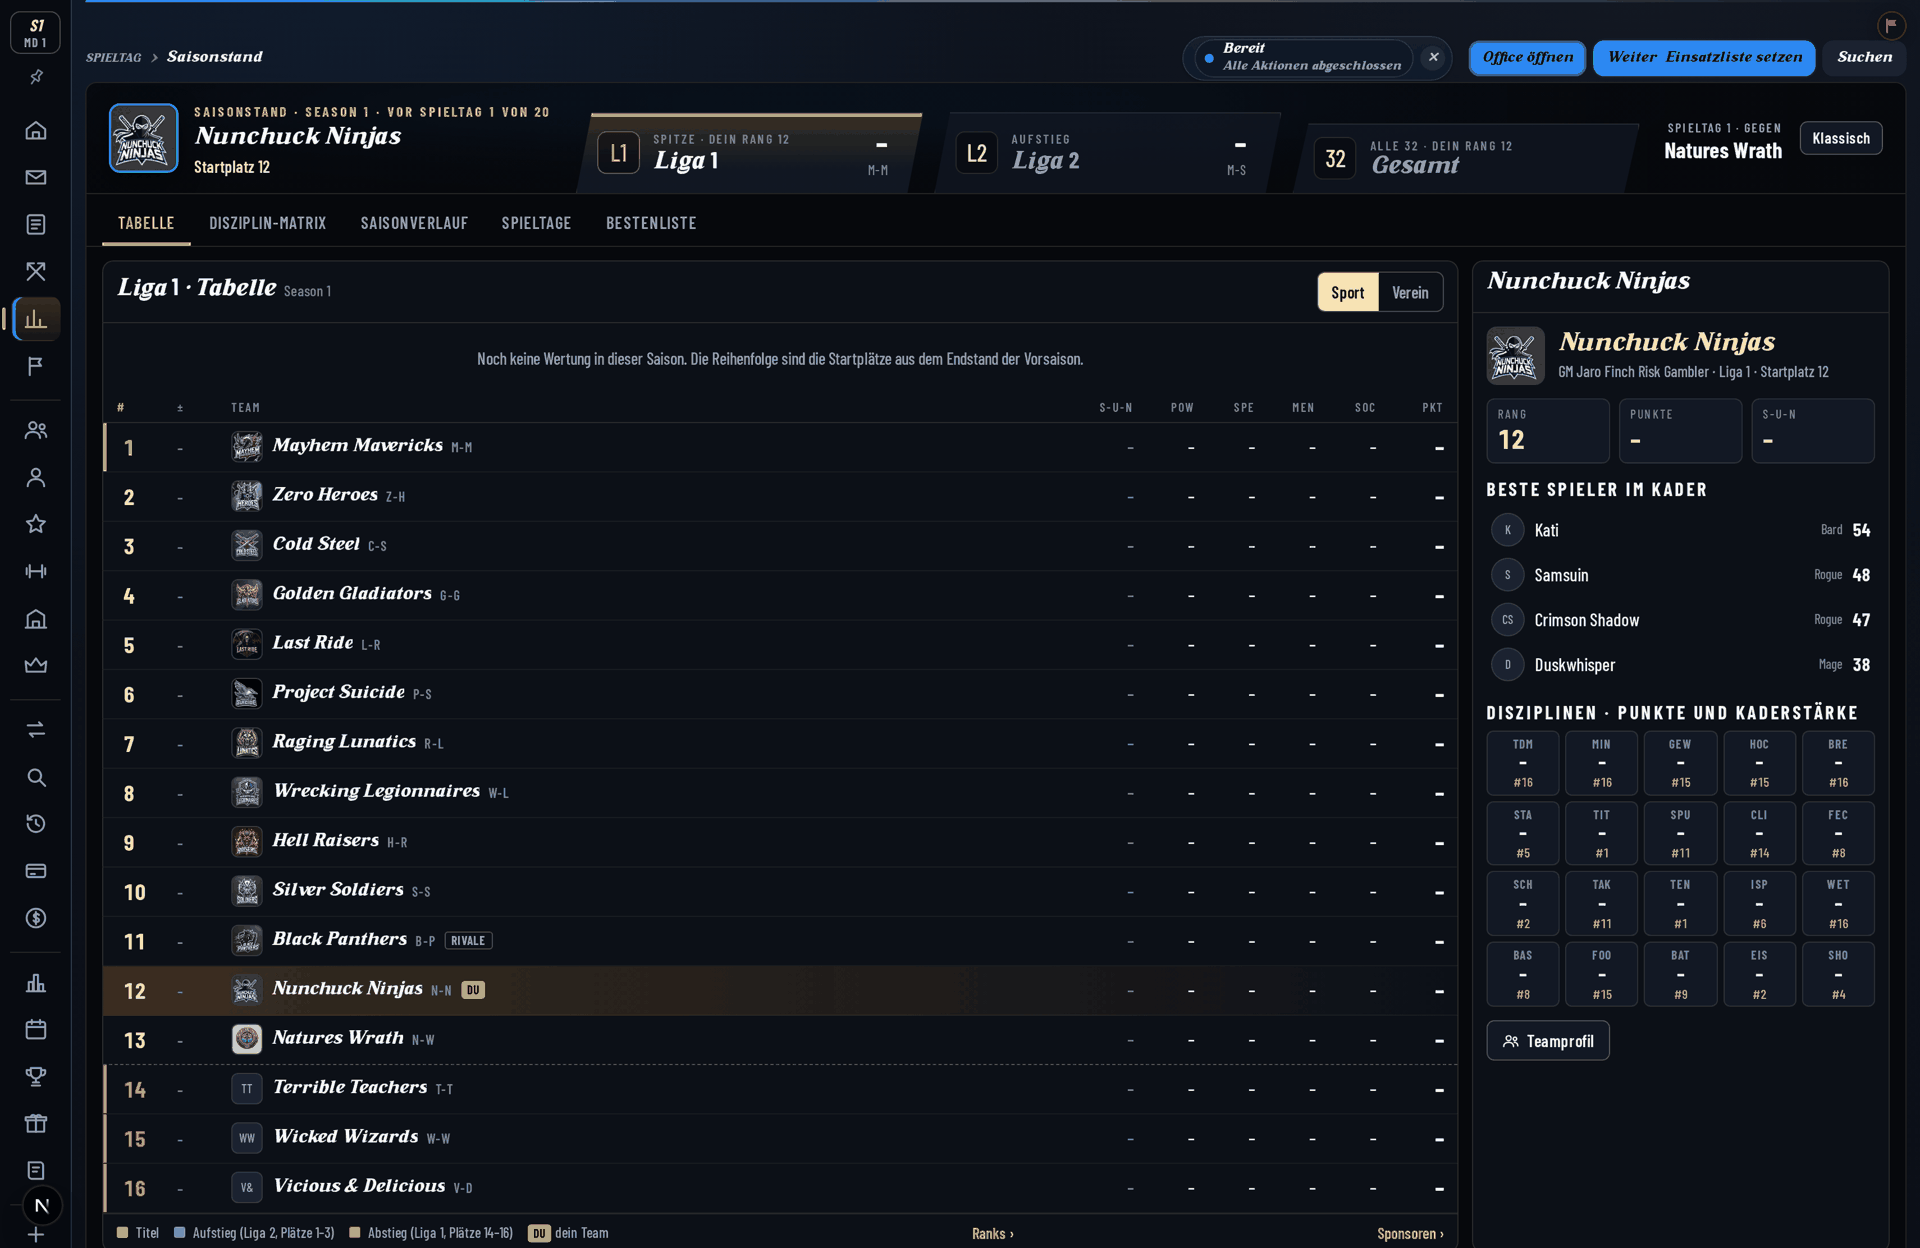 S1
MD 1
SPIELTAG › Saisonstand
Bereit
Alle Aktionen abgeschlossen
Office öffnen
Weiter Einsatzliste setzen
Suchen
NUNCHUCK NINJAS
SAISONSTAND · SEASON 1 · VOR SPIELTAG 1 VON 20
Nunchuck Ninjas
Startplatz 12
L1
SPITZE · DEIN RANG 12
Liga 1
–
M-M
L2
AUFSTIEG
Liga 2
–
M-S
32
ALLE 32 · DEIN RANG 12
Gesamt
SPIELTAG 1 · GEGEN
Natures Wrath
Klassisch
TABELLE DISZIPLIN-MATRIX SAISONVERLAUF SPIELTAGE BESTENLISTE
Liga 1 · Tabelle Season 1
Sport Verein
Noch keine Wertung in dieser Saison. Die Reihenfolge sind die Startplätze aus dem Endstand der Vorsaison.
# ± TEAM S-U-N POW SPE MEN SOC PKT
1 - Mayhem Mavericks M-M – – – – – –
2 - Zero Heroes Z-H – – – – – –
3 - Cold Steel C-S – – – – – –
4 - Golden Gladiators G-G – – – – – –
5 - Last Ride L-R – – – – – –
6 - Project Suicide P-S – – – – – –
7 - Raging Lunatics R-L – – – – – –
8 - Wrecking Legionnaires W-L – – – – – –
9 - Hell Raisers H-R – – – – – –
10 - Silver Soldiers S-S – – – – – –
11 - Black Panthers B-P RIVALE – – – – – –
12 - Nunchuck Ninjas N-N DU – – – – – –
13 - Natures Wrath N-W – – – – – –
14 - TT Terrible Teachers T-T – – – – – –
15 - WW Wicked Wizards W-W – – – – – –
16 - V& Vicious & Delicious V-D – – – – – –
Titel Aufstieg (Liga 2, Plätze 1–3) Abstieg (Liga 1, Plätze 14–16) DU dein Team
Ranks ›
Sponsoren ›
Nunchuck Ninjas
NUNCHUCK NINJAS
Nunchuck Ninjas
GM Jaro Finch Risk Gambler · Liga 1 · Startplatz 12
RANG PUNKTE S-U-N
12 – –
BESTE SPIELER IM KADER
K Kati Bard 54
S Samsuin Rogue 48
CS Crimson Shadow Rogue 47
D Duskwhisper Mage 38
DISZIPLINEN · PUNKTE UND KADERSTÄRKE
TDM MIN GEW HOC BRE
– – – – –
#16 #16 #15 #15 #16
STA TIT SPU CLI FEC
– – – – –
#5 #1 #11 #14 #8
SCH TAK TEN ISP WET
– – – – –
#2 #11 #1 #6 #16
BAS FOO BAT EIS SHO
– – – – –
#8 #15 #9 #2 #4
Teamprofil
N